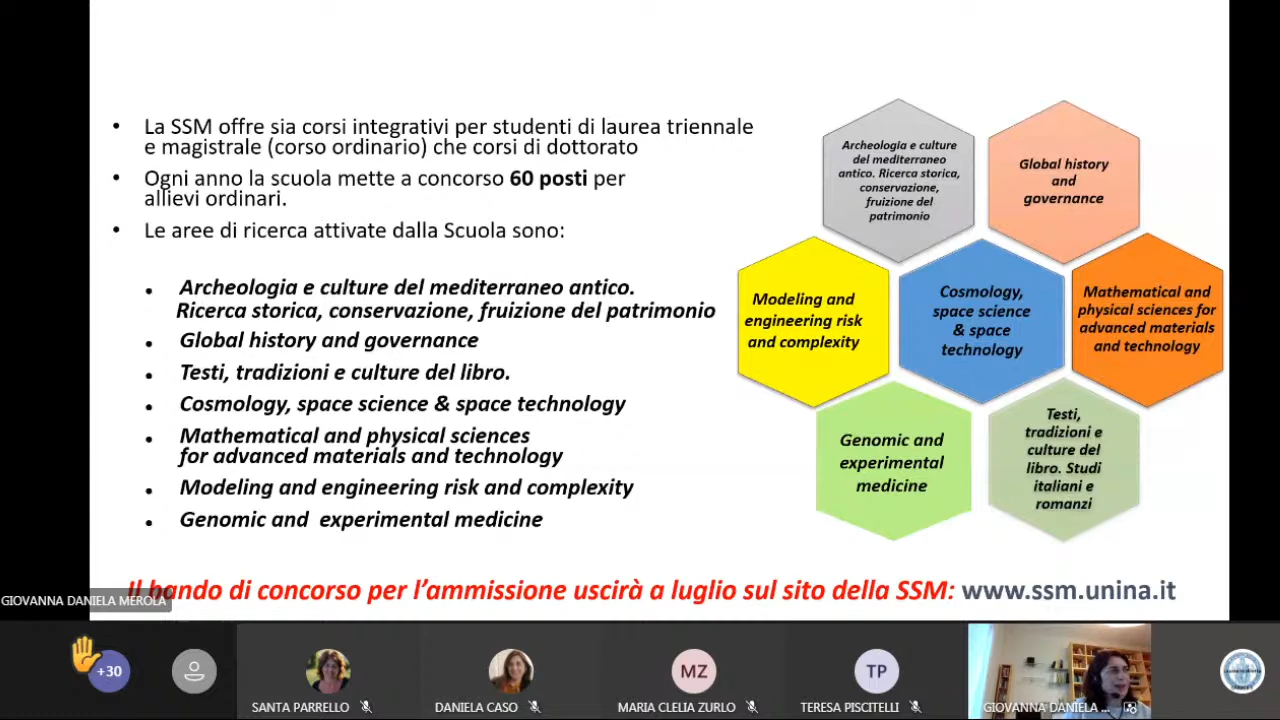 • La SSM offre sia corsi integrativi per studenti di laurea triennale
e magistrale (corso ordinario) che corsi di dottorato
• Ogni anno la scuola mette a concorso 60 posti per
allievi ordinari.
• Le aree di ricerca attivate dalla Scuola sono:
• Archeologia e culture del mediterraneo antico.
Ricerca storica, conservazione, fruizione del patrimonio
• Global history and governance
• Testi, tradizioni e culture del libro.
• Cosmology, space science & space technology
• Mathematical and physical sciences
for advanced materials and technology
• Modeling and engineering risk and complexity
• Genomic and experimental medicine
Archeologia e culture
del mediterraneo
antico. Ricerca storica,
conservazione,
fruizione del
patrimonio
Global history
and
governance
Modeling and
engineering risk
and complexity
Cosmology,
space science
& space
technology
Mathematical and
physical sciences for
advanced materials
and technology
Genomic and
experimental
medicine
Testi,
tradizioni e
culture del
libro. Studi
italiani e
romanzi
Il bando di concorso per l’ammissione uscirà a luglio sul sito della SSM: www.ssm.unina.it
GIOVANNA DANIELA MEROLA
+30
SANTA PARRELLO
DANIELA CASO
MZ
MARIA CLELIA ZURLO
TP
TERESA PISCITELLI
GIOVANNA DANIELA ...